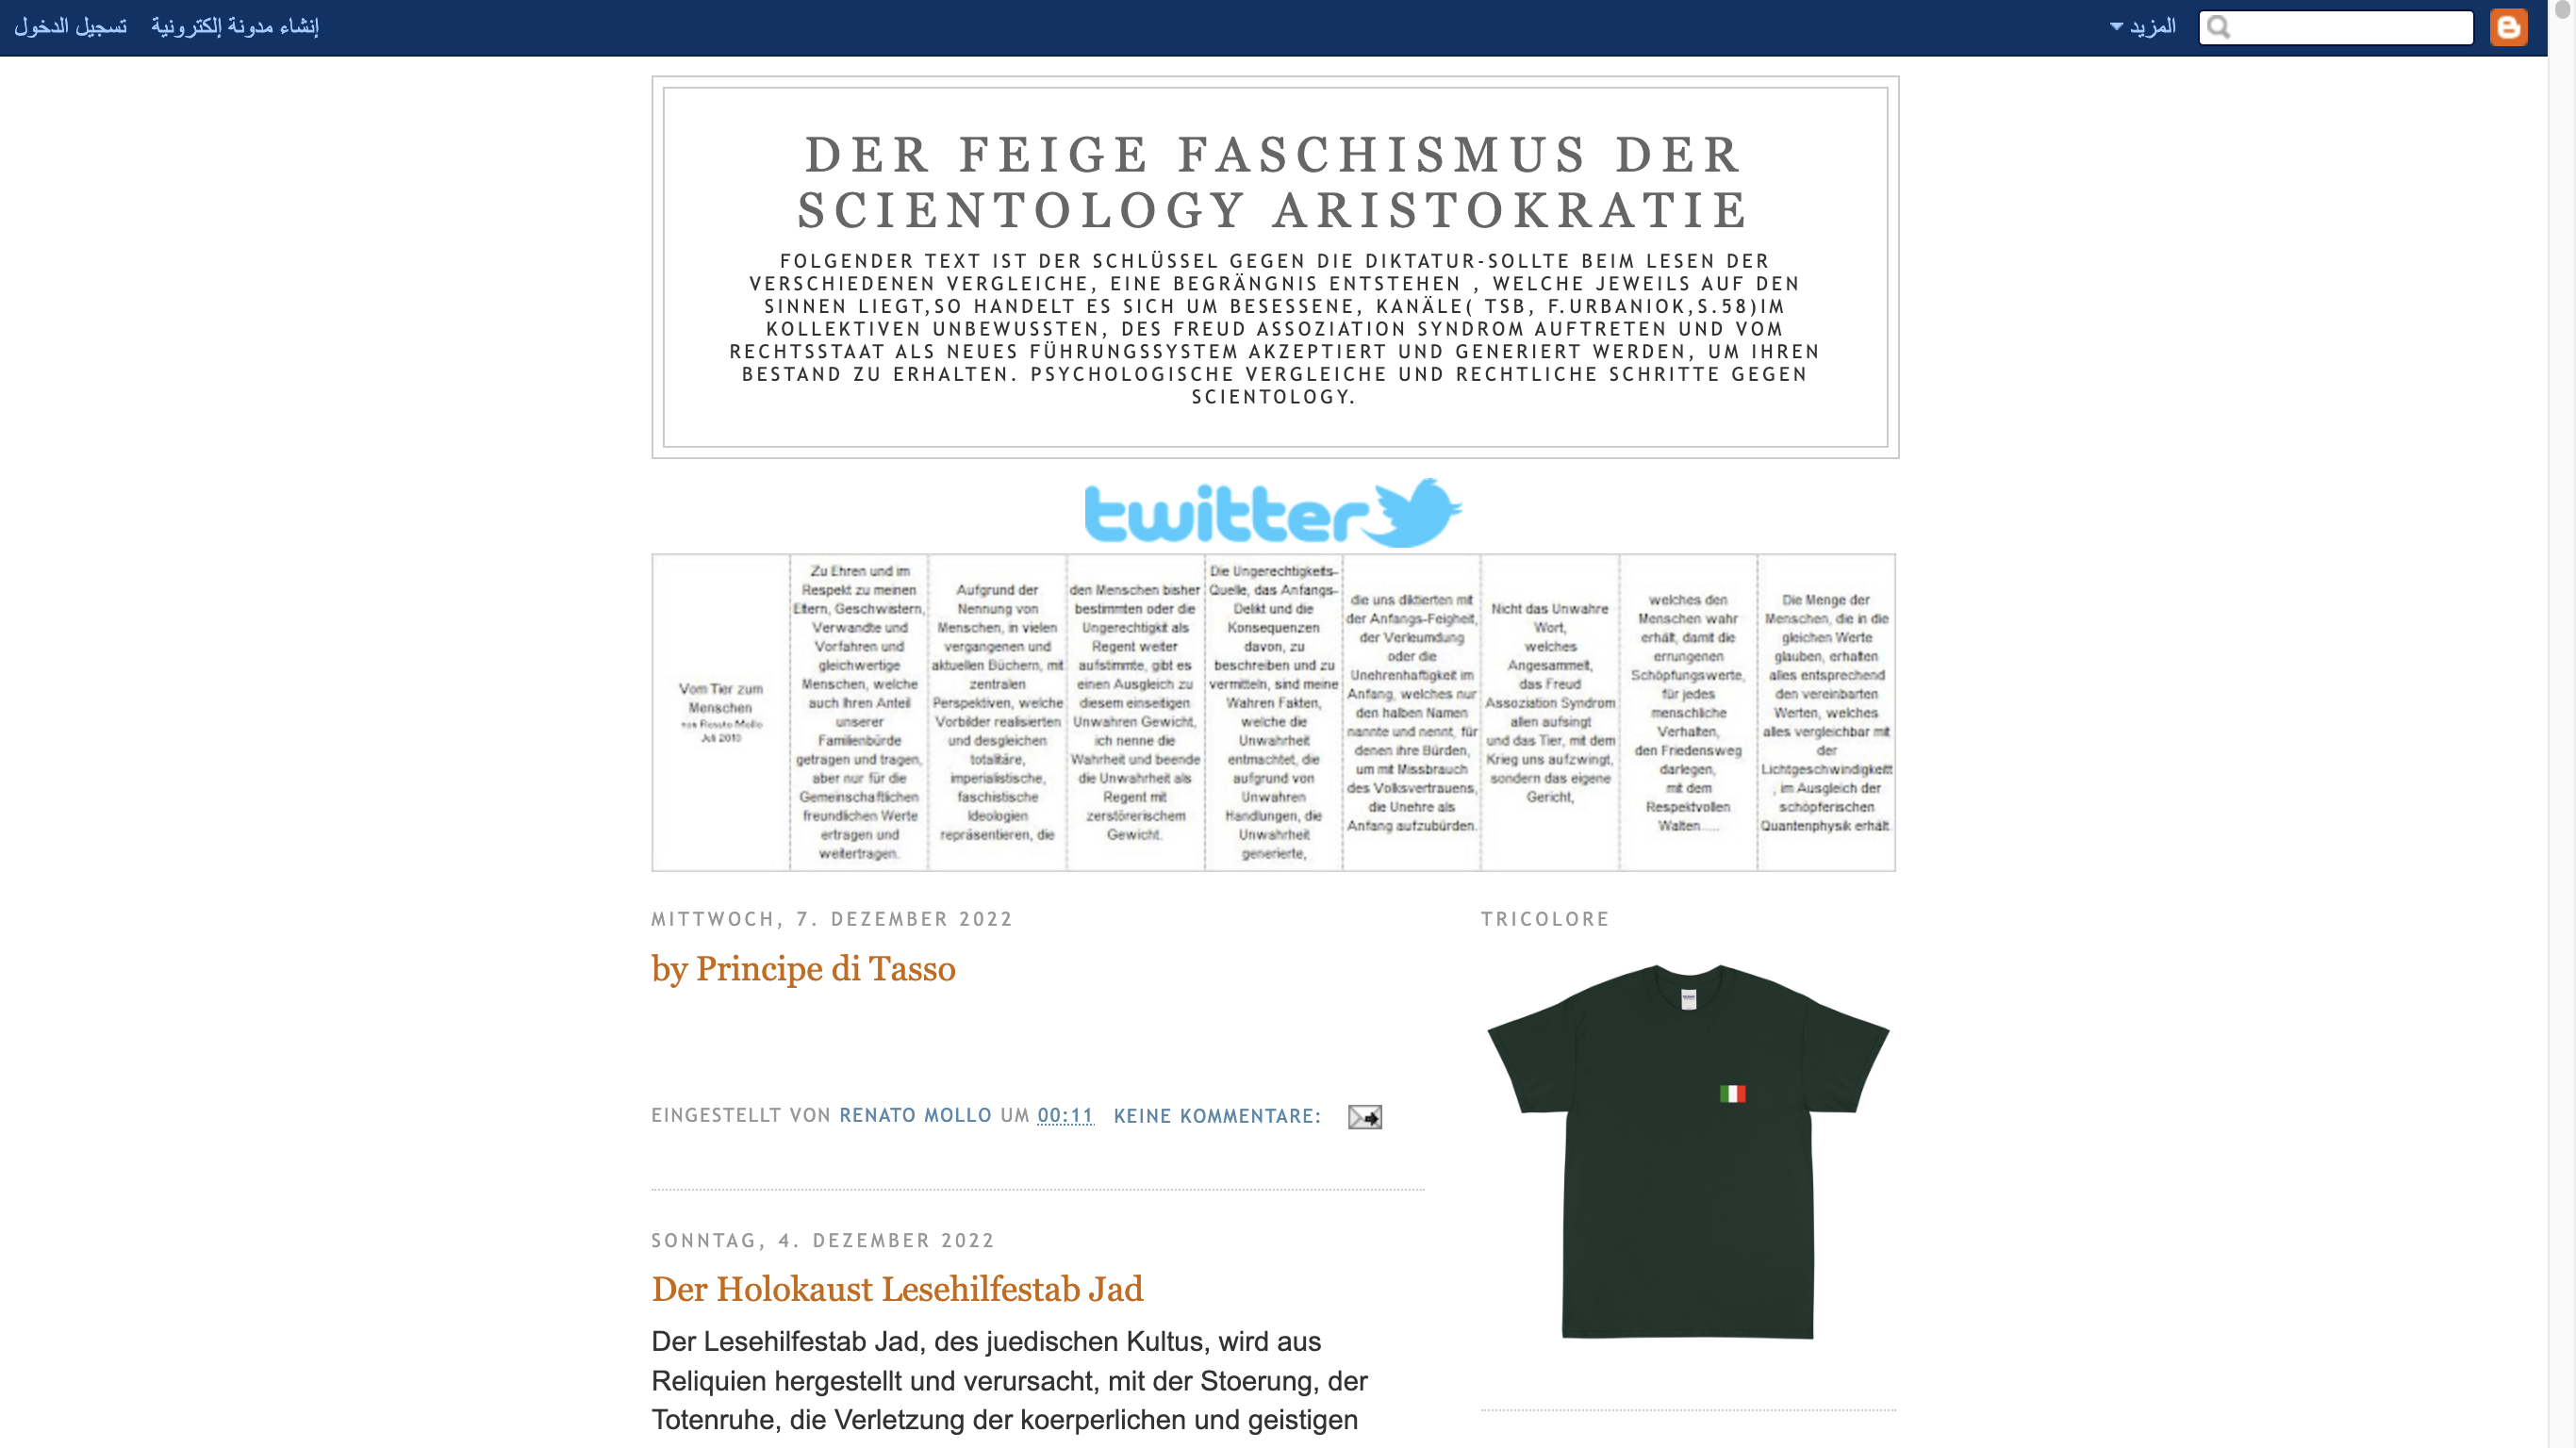 تسجيل الدخول
إنشاء مدونة إلكترونية
المزيد
DER FEIGE FASCHISMUS DER
SCIENTOLOGY ARISTOKRATIE
FOLGENDER TEXT IST DER SCHLÜSSEL GEGEN DIE DIKTATUR-SOLLTE BEIM LESEN DER
VERSCHIEDENEN VERGLEICHE, EINE BEGRÄNGNIS ENTSTEHEN , WELCHE JEWEILS AUF DEN
SINNEN LIEGT,SO HANDELT ES SICH UM BESESSENE, KANÄLE( TSB, F.URBANIOK,S.58)IM
KOLLEKTIVEN UNBEWUSSTEN, DES FREUD ASSOZIATION SYNDROM AUFTRETEN UND VOM
RECHTSSTAAT ALS NEUES FÜHRUNGSSYSTEM AKZEPTIERT UND GENERIERT WERDEN, UM IHREN
BESTAND ZU ERHALTEN. PSYCHOLOGISCHE VERGLEICHE UND RECHTLICHE SCHRITTE GEGEN
SCIENTOLOGY.
twitter
Vom Tier zum
Menschen
von Renato Mollo
Juli 2010
Zu Ehren und im
Respekt zu meinen
Eltern, Geschwistern,
Verwandte und
Vorfahren und
gleichwertige
Menschen, welche
auch Ihren Anteil
unserer
Familienbürde
getragen und tragen,
aber nur für die
Gemeinschaftlichen
freundlichen Werte
ertragen und
weitertragen.
Aufgrund der
Nennung von
Menschen, in vielen
vergangenen und
aktuellen Büchern, mit
zentralen
Perspektiven, welche
Vorbilder realisierten
und desgleichen
totalitäre,
imperialistische,
faschistische
Ideologien
repräsentieren, die
den Menschen bisher
bestimmten oder die
Ungerechtigkit als
Regent weiter
aufstimmte, gibt es
einen Ausgleich zu
diesem einseitigen
Unwahren Gewicht,
ich nenne die
Wahrheit und beende
die Unwahrheit als
Regent mit
zerstörerischem
Gewicht.
Die Ungerechtigkeits-
Quelle, das Anfangs-
Delikt und die
Konsequenzen
davon, zu
beschreiben und zu
vermitteln, sind meine
Wahren Fakten,
welche die
Unwahrheit
entmachtet, die
aufgrund von
Unwahren
Handlungen, die
Unwahrheit
generierte,
die uns diktierten mit
der Anfangs-Feigheit,
der Verleumdung
oder die
Unehrenhaftigkeit im
Anfang, welches nur
den halben Namen
nannte und nennt, für
denen ihre Bürden,
um mit Missbrauch
des Volksvertrauens,
die Unehre als
Anfang aufzubürden.
Nicht das Unwahre
Wort,
welches
Angesammelt,
das Freud
Assoziation Syndrom
allen aufsingt
und das Tier, mit dem
Krieg uns aufzwingt,
sondern das eigene
Gericht,
welches den
Menschen wahr
erhält, damit die
errungenen
Schöpfungswerte,
für jedes
menschliche
Verhalten,
den Friedensweg
darlegen,
mit dem
Respektvollen
Walten.....
Die Menge der
Menschen, die in die
gleichen Werte
glauben, erhalten
alles entsprechend
den vereinbarten
Werten, welches
alles vergleichbar mit
der
Lichtgeschwindigkeitt
, im Ausgleich der
schöpferischen
Quantenphysik erhält.
MITTWOCH, 7. DEZEMBER 2022
by Principe di Tasso
EINGESTELLT VON RENATO MOLLO UM 00:11 KEINE KOMMENTARE:
SONNTAG, 4. DEZEMBER 2022
Der Holokaust Lesehilfestab Jad
Der Lesehilfestab Jad, des juedischen Kultus, wird aus
Reliquien hergestellt und verursacht, mit der Stoerung, der
Totenruhe, die Verletzung der koerperlichen und geistigen
TRICOLORE